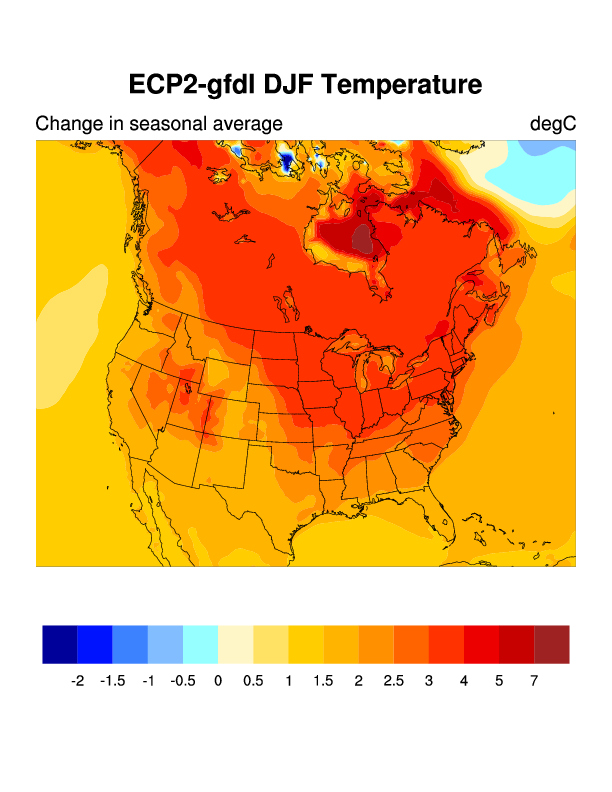 ECP2-gfdl DJF Temperature
Change in seasonal average degC
-2 -1.5 -1 -0.5 0 0.5 1 1.5 2 2.5 3 4 5 7